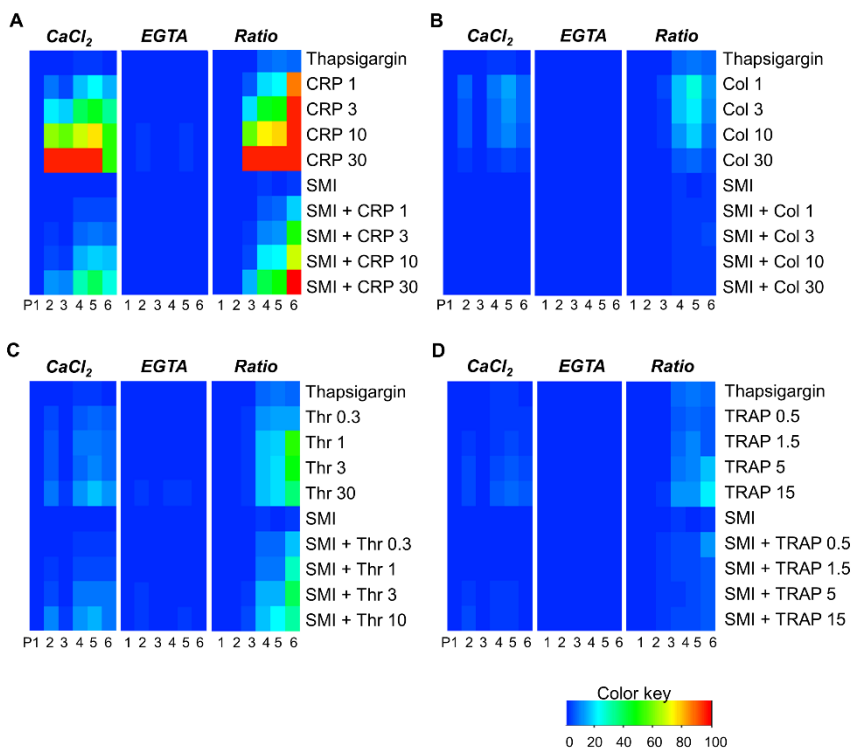 A
CaCl₂ EGTA Ratio
Thapsigargin
CRP 1
CRP 3
CRP 10
CRP 30
SMI
SMI + CRP 1
SMI + CRP 3
SMI + CRP 10
SMI + CRP 30
P1 2 3 4 5 6 1 2 3 4 5 6 1 2 3 4 5 6
B
CaCl₂ EGTA Ratio
Thapsigargin
Col 1
Col 3
Col 10
Col 30
SMI
SMI + Col 1
SMI + Col 3
SMI + Col 10
SMI + Col 30
P1 2 3 4 5 6 1 2 3 4 5 6 1 2 3 4 5 6
C
CaCl₂ EGTA Ratio
Thapsigargin
Thr 0.3
Thr 1
Thr 3
Thr 30
SMI
SMI + Thr 0.3
SMI + Thr 1
SMI + Thr 3
SMI + Thr 10
P1 2 3 4 5 6 1 2 3 4 5 6 1 2 3 4 5 6
D
CaCl₂ EGTA Ratio
Thapsigargin
TRAP 0.5
TRAP 1.5
TRAP 5
TRAP 15
SMI
SMI + TRAP 0.5
SMI + TRAP 1.5
SMI + TRAP 5
SMI + TRAP 15
P1 2 3 4 5 6 1 2 3 4 5 6 1 2 3 4 5 6
Color key
0 20 40 60 80 100